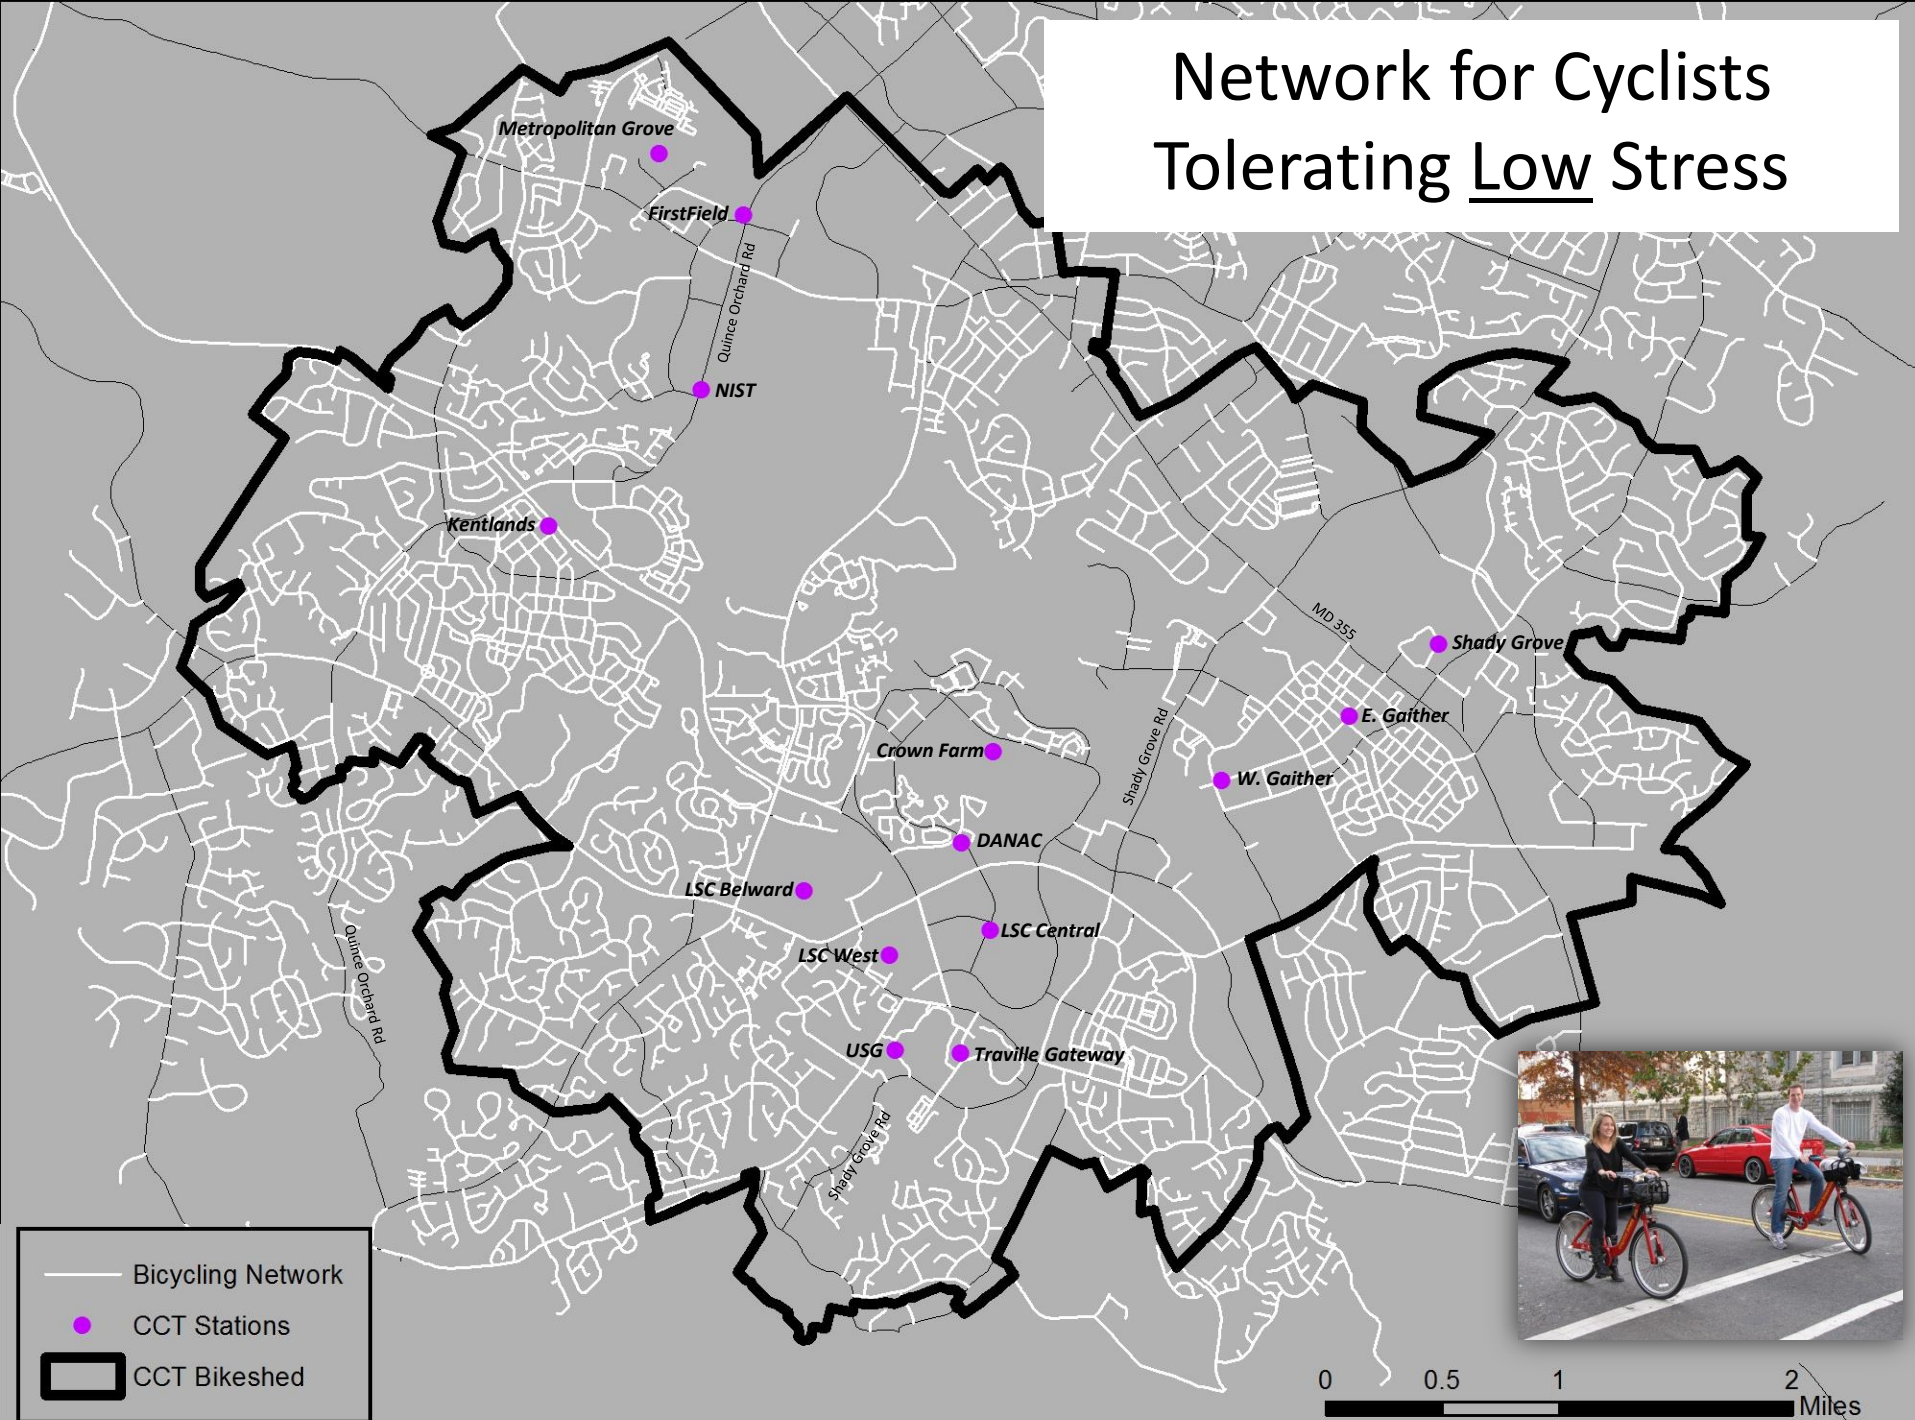 Network for Cyclists
Tolerating Low Stress
Metropolitan Grove
FirstField
Quince Orchard Rd
NIST
Kentlands
MD 355
Shady Grove
E. Gaither
Shady Grove Rd
Crown Farm
W. Gaither
DANAC
LSC Belward
LSC Central
LSC West
Quince Orchard Rd
USG
Traville Gateway
Shady Grove Rd
Bicycling Network
CCT Stations
CCT Bikeshed
0 0.5 1 2
Miles